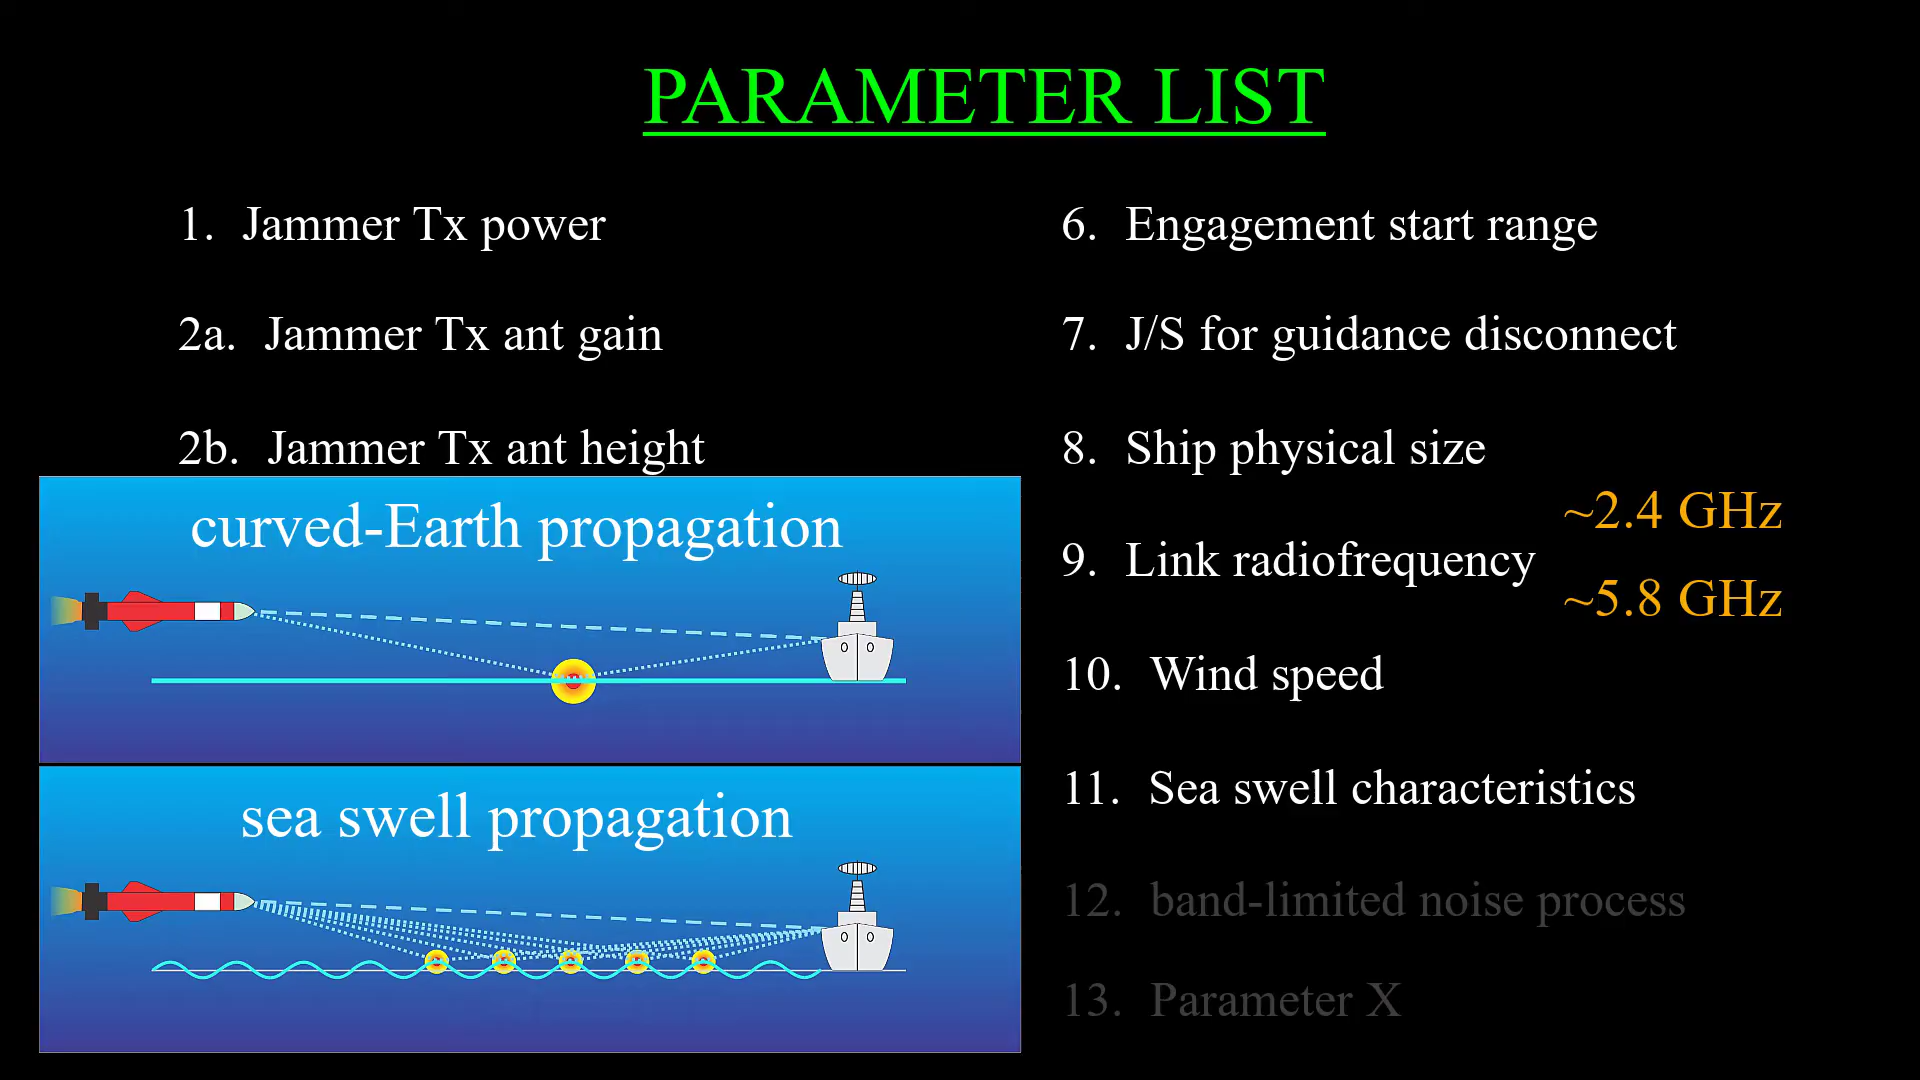 PARAMETER LIST
1. Jammer Tx power
2a. Jammer Tx ant gain
2b. Jammer Tx ant height
curved-Earth propagation
sea swell propagation
6. Engagement start range
7. J/S for guidance disconnect
8. Ship physical size
~2.4 GHz
9. Link radiofrequency
~5.8 GHz
10. Wind speed
11. Sea swell characteristics
12. band-limited noise process
13. Parameter X